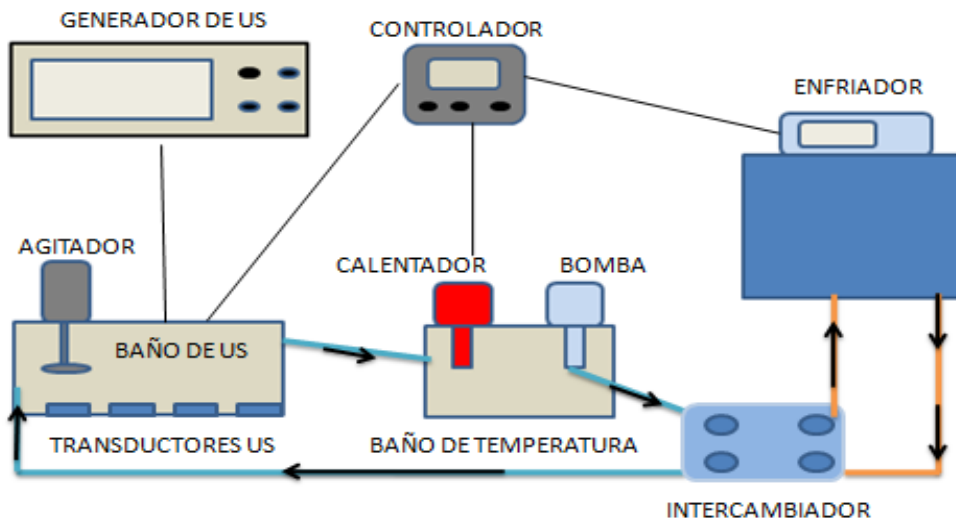 GENERADOR DE US
CONTROLADOR
ENFRIADOR
AGITADOR
CALENTADOR
BOMBA
BAÑO DE US
TRANSDUCTORES US
BAÑO DE TEMPERATURA
INTERCAMBIADOR